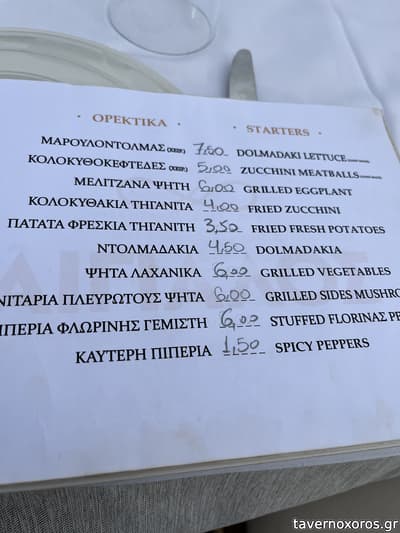 · ΟΡΕΚΤΙΚΑ · STARTERS ·
ΜΑΡΟΥΛΟΝΤΟΛΜΑΣ 7,50 DOLMADAKI LETTUCE
ΚΟΛΟΚΥΘΟΚΕΦΤΕΔΕΣ 5,00 ZUCCHINI MEATBALLS
ΜΕΛΙΤΖΑΝΑ ΨΗΤΗ 6,00 GRILLED EGGPLANT
ΚΟΛΟΚΥΘΑΚΙΑ ΤΗΓΑΝΙΤΑ 4,00 FRIED ZUCCHINI
ΠΑΤΑΤΑ ΦΡΕΣΚΙΑ ΤΗΓΑΝΙΤΗ 3,50 FRIED FRESH POTATOES
ΝΤΟΛΜΑΔΑΚΙΑ 4,50 DOLMADAKIA
ΨΗΤΑ ΛΑΧΑΝΙΚΑ 6,00 GRILLED VEGETABLES
ΝΙΤΑΡΙΑ ΠΛΕΥΡΩΤΟΥΣ ΨΗΤΑ 6,00 GRILLED SIDES MUSHRO
ΙΠΕΡΙΑ ΦΛΩΡΙΝΗΣ ΓΕΜΙΣΤΗ 6,00 STUFFED FLORINAS PE
ΚΑΥΤΕΡΗ ΠΙΠΕΡΙΑ 1,50 SPICY PEPPERS
tavernoxoros.gr